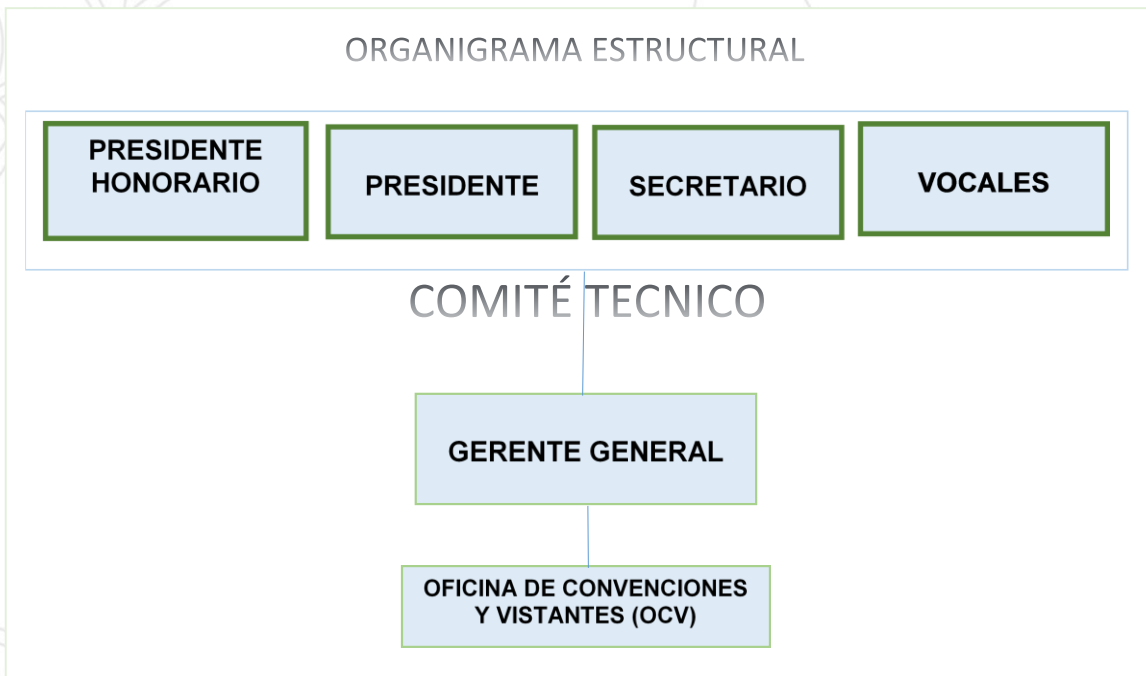 ORGANIGRAMA ESTRUCTURAL
PRESIDENTE
HONORARIO
PRESIDENTE
SECRETARIO
VOCALES
COMITÉ TECNICO
GERENTE GENERAL
OFICINA DE CONVENCIONES
Y VISTANTES (OCV)